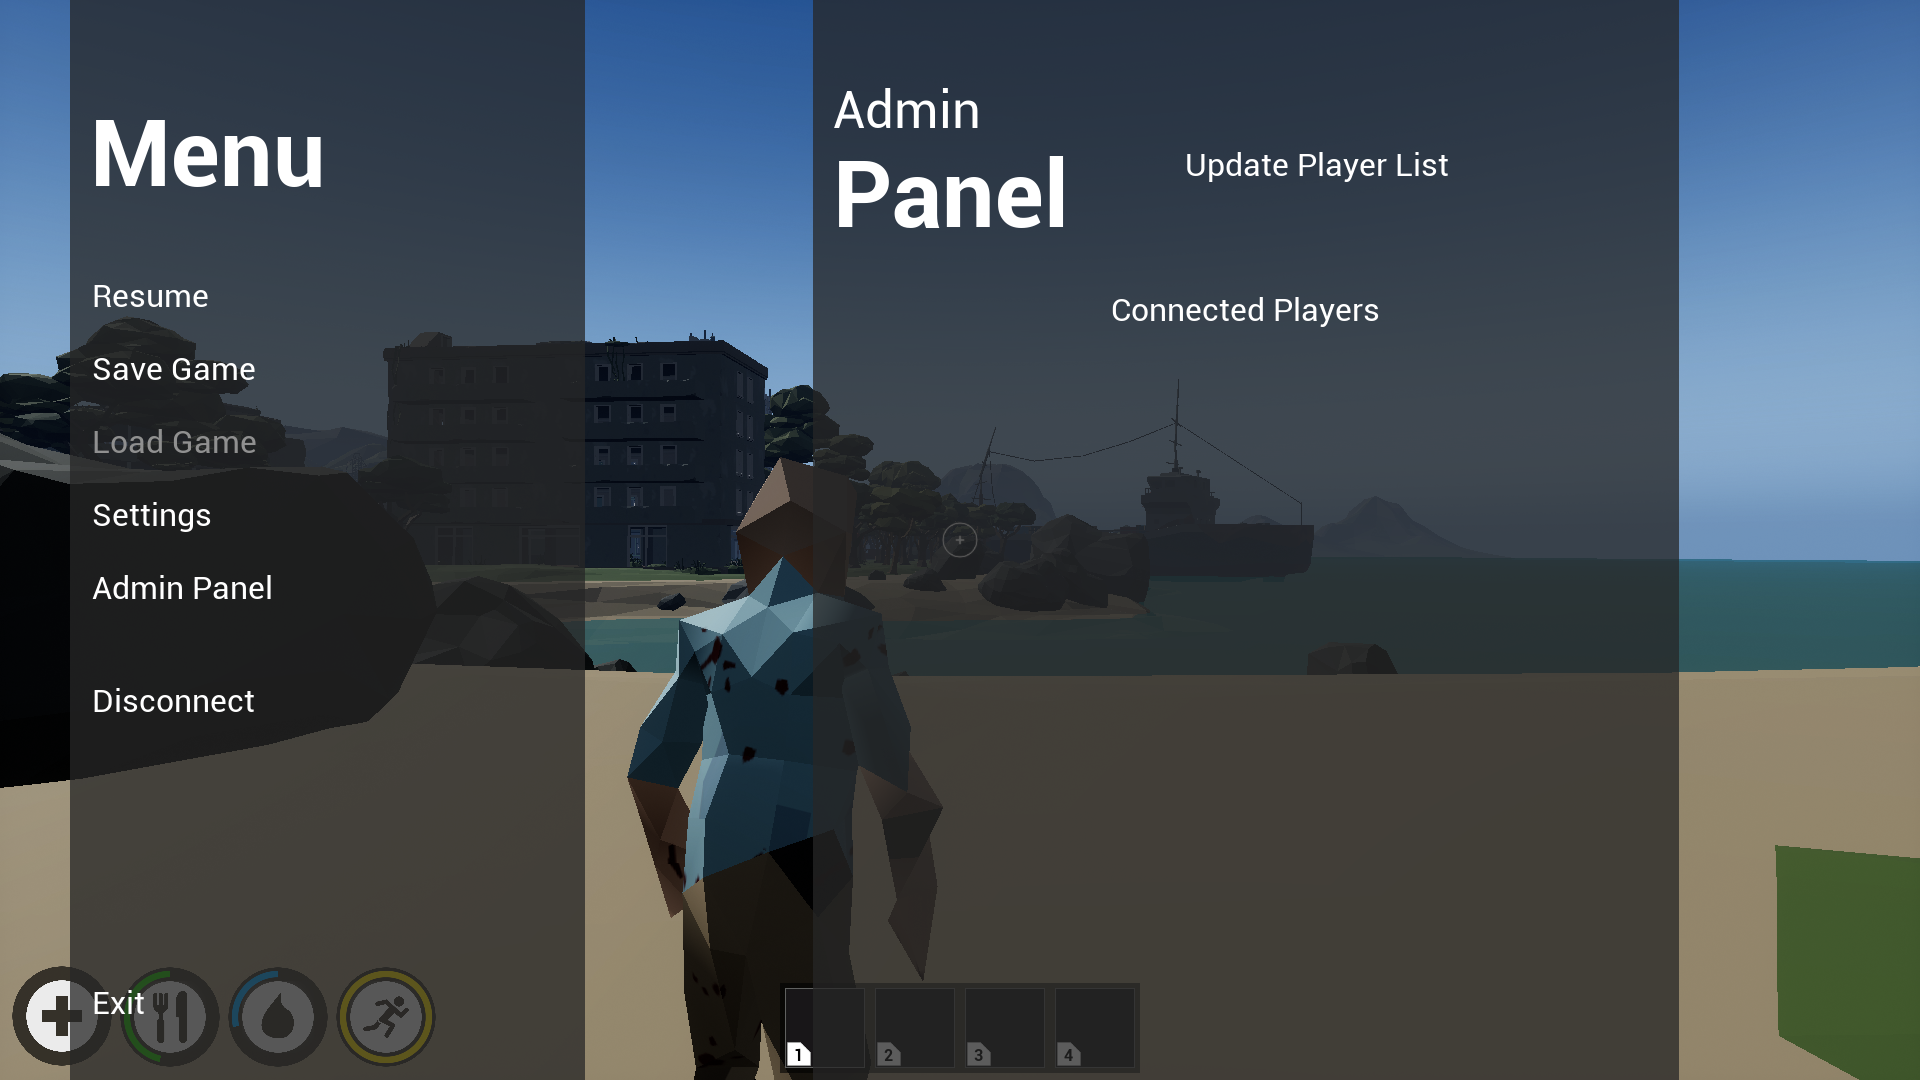 Menu
Resume
Save Game
Load Game
Settings
Admin Panel
Disconnect
Exit
Admin
Panel
Update Player List
Connected Players
1
2
3
4